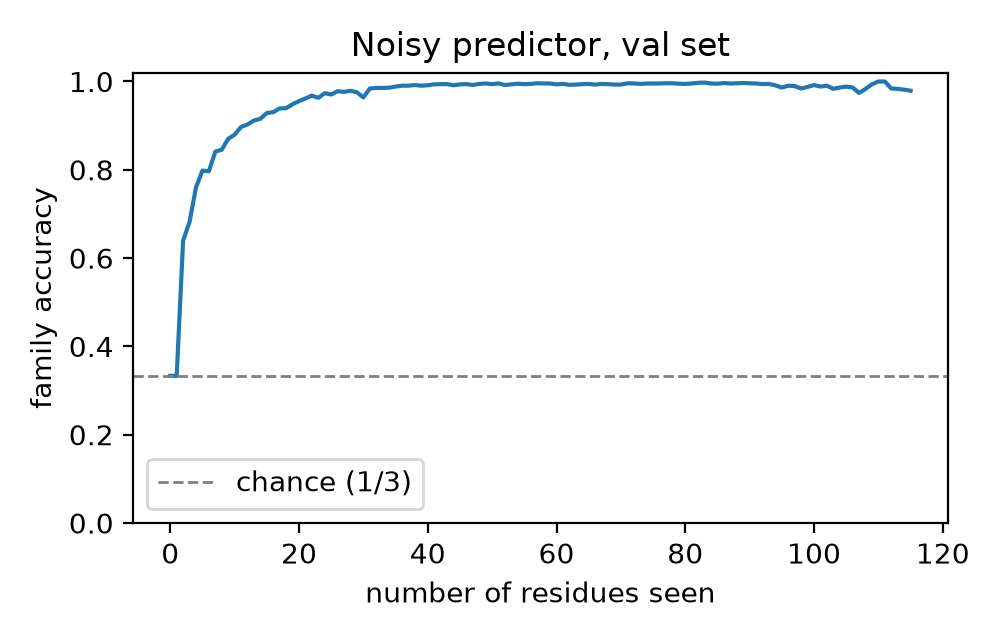 Noisy predictor, val set
family accuracy
1.0
0.8
0.6
0.4
0.2
0.0
chance (1/3)
0 20 40 60 80 100 120
number of residues seen